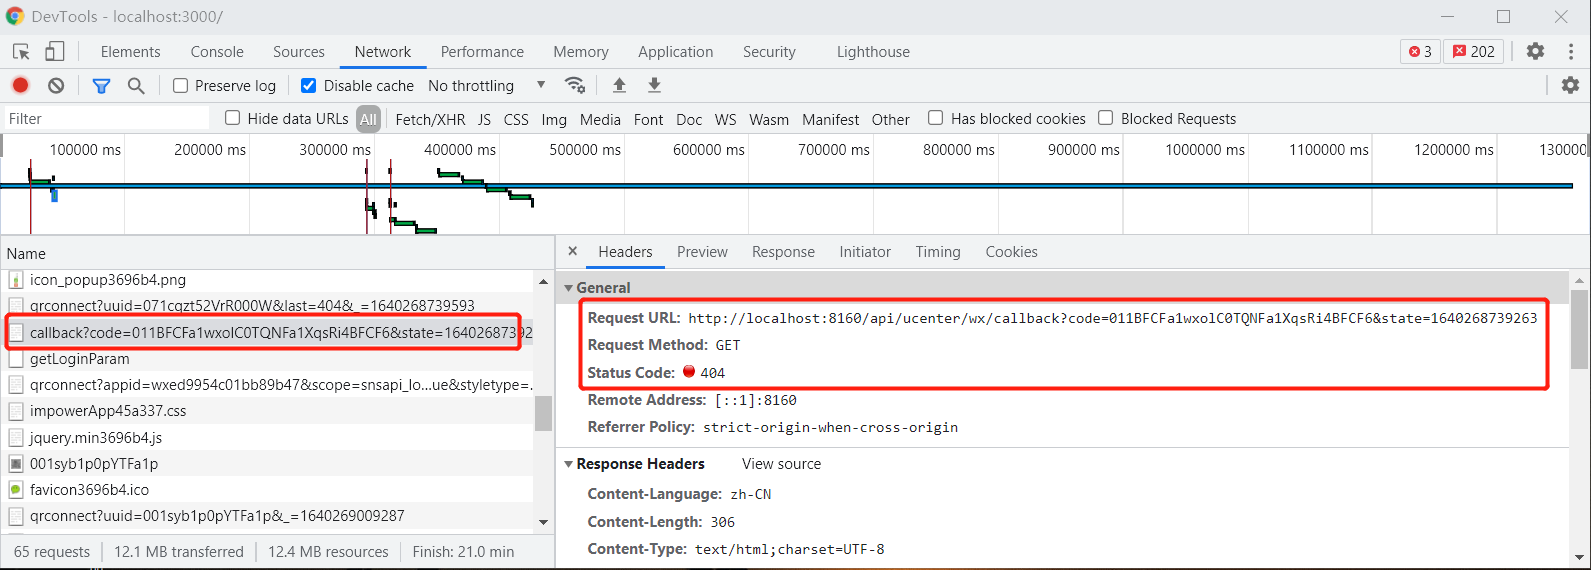 DevTools - localhost:3000/
Elements Console Sources Network Performance Memory Application Security Lighthouse 3 202
Preserve log Disable cache No throttling
Filter Hide data URLs All Fetch/XHR JS CSS Img Media Font Doc WS Wasm Manifest Other Has blocked cookies Blocked Requests
100000 ms 200000 ms 300000 ms 400000 ms 500000 ms 600000 ms 700000 ms 800000 ms 900000 ms 1000000 ms 1100000 ms 1200000 ms 130000
Name
icon_popup3696b4.png
qrconnect?uuid=071cqzt52VrR000W&last=404&_=1640268739593
callback?code=011BFCFa1wxolC0TQNFa1XqsRi4BCF6&state=16402687392
getLoginParam
qrconnect?appid=wxed9954c01bb89b47&scope=snsapi_lo...ue&styletype=.
impowerApp45a337.css
jquery.min3696b4.js
001syb1p0pYTFa1p
favicon3696b4.ico
qrconnect?uuid=001syb1p0pYTFa1p&_=1640269009287
65 requests 12.1 MB transferred 12.4 MB resources Finish: 21.0 min
× Headers Preview Response Initiator Timing Cookies
General
Request URL: http://localhost:8160/api/ucenter/wx/callback?code=011BFCFa1wxolC0TQNFa1XqsRi4BFCF6&state=1640268739263
Request Method: GET
Status Code: 404
Remote Address: [::1]:8160
Referrer Policy: strict-origin-when-cross-origin
Response Headers View source
Content-Language: zh-CN
Content-Length: 306
Content-Type: text/html;charset=UTF-8